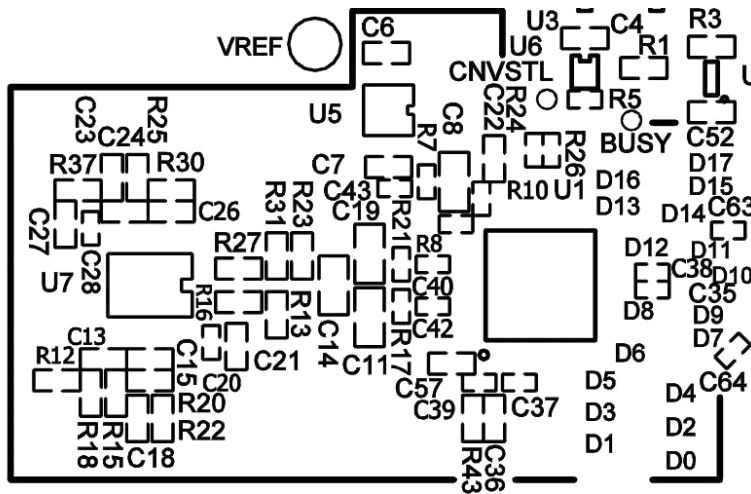 C6
U3
C4
R3
VREF
U6
R1
U
CNVSTL
U5
C8
C22
R24
R5
C23
C24
R25
R7
R26
BUSY
C52
R37
R30
C7
D17
C43
R10
U1
D16
D15
C27
C28
C26
R31
R23
C19
R21
D13
D14
C63
R27
R8
D12
D11
U7
C38
D10
C40
C35
R16
R13
C14
C11
C42
R17
D8
D9
C13
C21
D7
R12
C15
C20
C57
D6
C64
D5
R20
C39
C37
D4
R22
D3
D2
R18
R15
C18
R43
C36
D1
D0